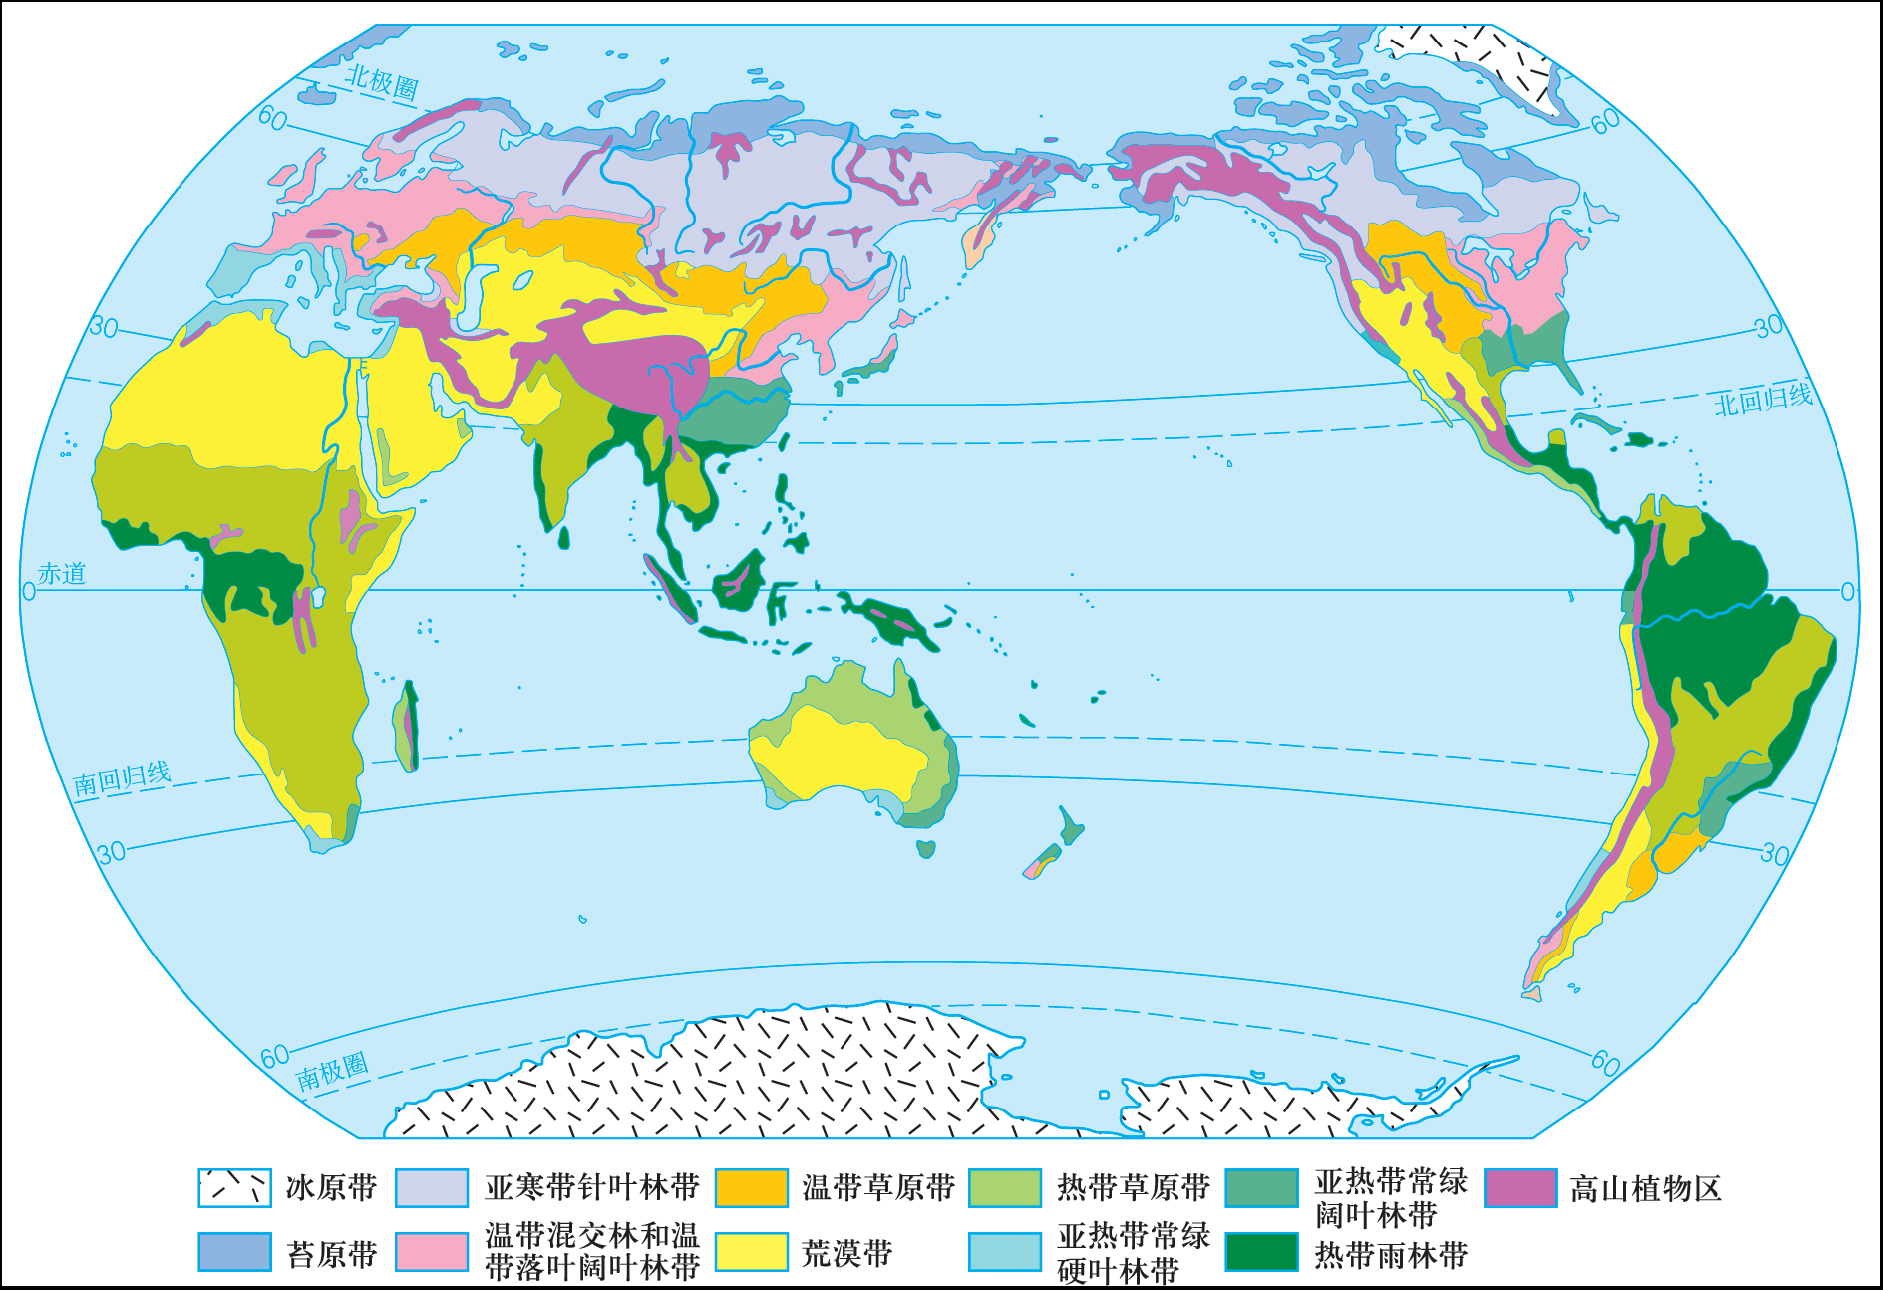 北极圈
60
60
30
30
北回归线
赤道
0
0
南回归线
30
30
60
60
南极圈
冰原带
亚寒带针叶林带
温带草原带
热带草原带
亚热带常绿
阔叶林带
高山植物区
苔原带
温带混交林和温
带落叶阔叶林带
荒漠带
亚热带常绿
硬叶林带
热带雨林带